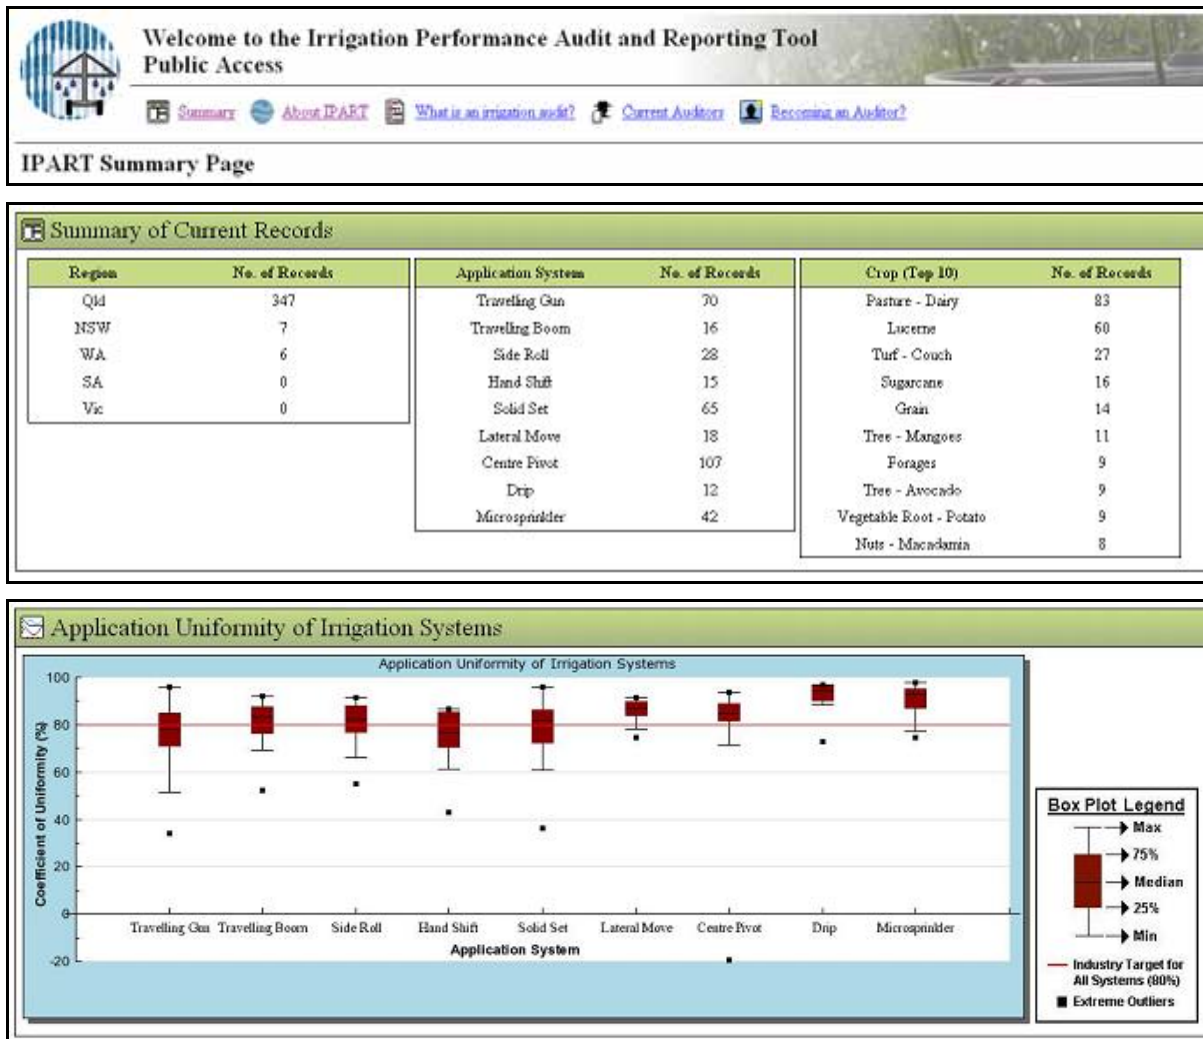 Welcome to the Irrigation Performance Audit and Reporting Tool
Public Access
Summary About IPART What is an irrigation audit? Current Auditors Becoming an Auditor?
IPART Summary Page
Summary of Current Records
Region No. of Records
Qld 347
NSW 7
WA 6
SA 0
Vic 0
Application System No. of Records
Travelling Gun 70
Travelling Boom 16
Side Roll 28
Hand Shift 15
Solid Set 65
Lateral Move 18
Centre Pivot 107
Drip 12
Microsprinkler 42
Crop (Top 10) No. of Records
Pasture - Dairy 83
Lucerne 60
Turf - Couch 27
Sugarcane 16
Grain 14
Tree - Mangoes 11
Forages 9
Tree - Avocado 9
Vegetable Root - Potato 9
Nuts - Macadamia 8
Application Uniformity of Irrigation Systems
Application Uniformity of Irrigation Systems
Coefficient of Uniformity (%)
100
80
60
40
20
0
-20
Travelling Gun Travelling Boom Side Roll Hand Shift Solid Set Lateral Move Centre Pivot Drip Microsprinkler
Application System
Box Plot Legend
Max
75%
Median
25%
Min
Industry Target for
All Systems (80%)
Extreme Outliers